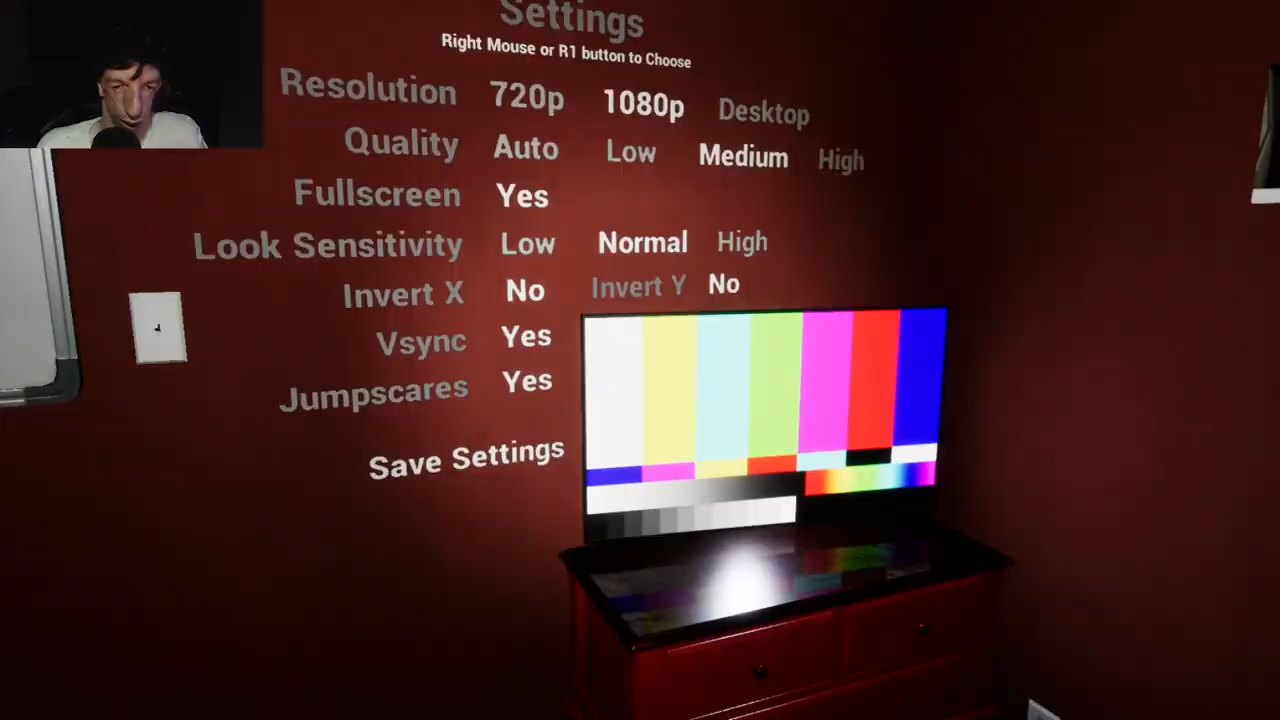 Settings
Right Mouse or R1 button to Choose
Resolution 720p 1080p Desktop
Quality Auto Low Medium High
Fullscreen Yes
Look Sensitivity Low Normal High
Invert X No Invert Y No
Vsync Yes
Jumpscares Yes
Save Settings